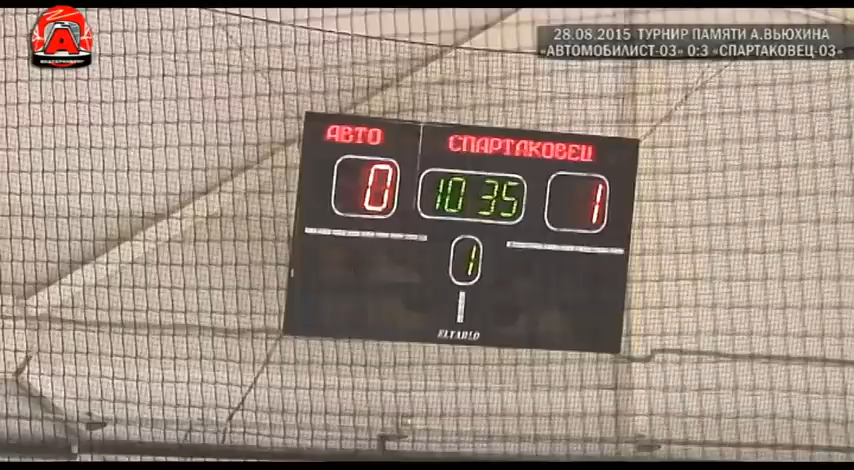 28.08.2015 ТУРНИР ПАМЯТИ А.ВЬЮХИНА
«АВТОМОБИЛИСТ-03» 0:3 «СПАРТАКОВЕЦ-03»
АВТО СПАРТАКОВЕЦ
0 10 35 1
1
ELTABLO